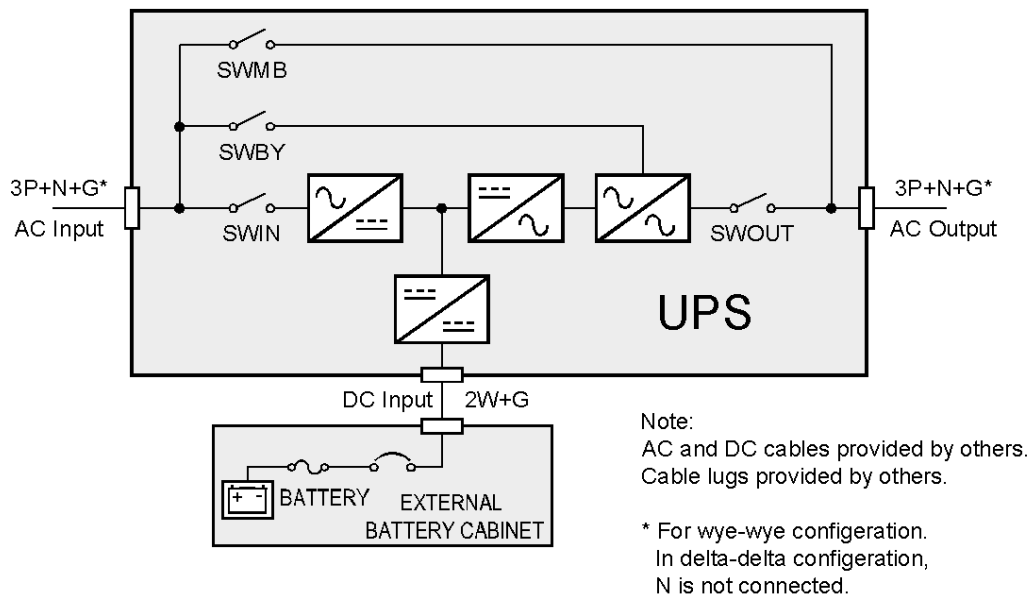 SWMB
SWBY
3P+N+G*
AC Input
SWIN
SWOUT
3P+N+G*
AC Output
UPS
DC Input
2W+G
BATTERY
EXTERNAL
BATTERY CABINET
Note:
AC and DC cables provided by others.
Cable lugs provided by others.
* For wye-wye configeration.
In delta-delta configeration,
N is not connected.